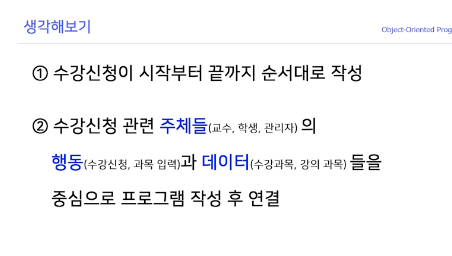 생각해보기
Object-Oriented Prog
① 수강신청이 시작부터 끝까지 순서대로 작성
② 수강신청 관련 주체들(교수, 학생, 관리자) 의
행동(수강신청, 과목 입력)과 데이터(수강과목, 강의 과목) 들을
중심으로 프로그램 작성 후 연결